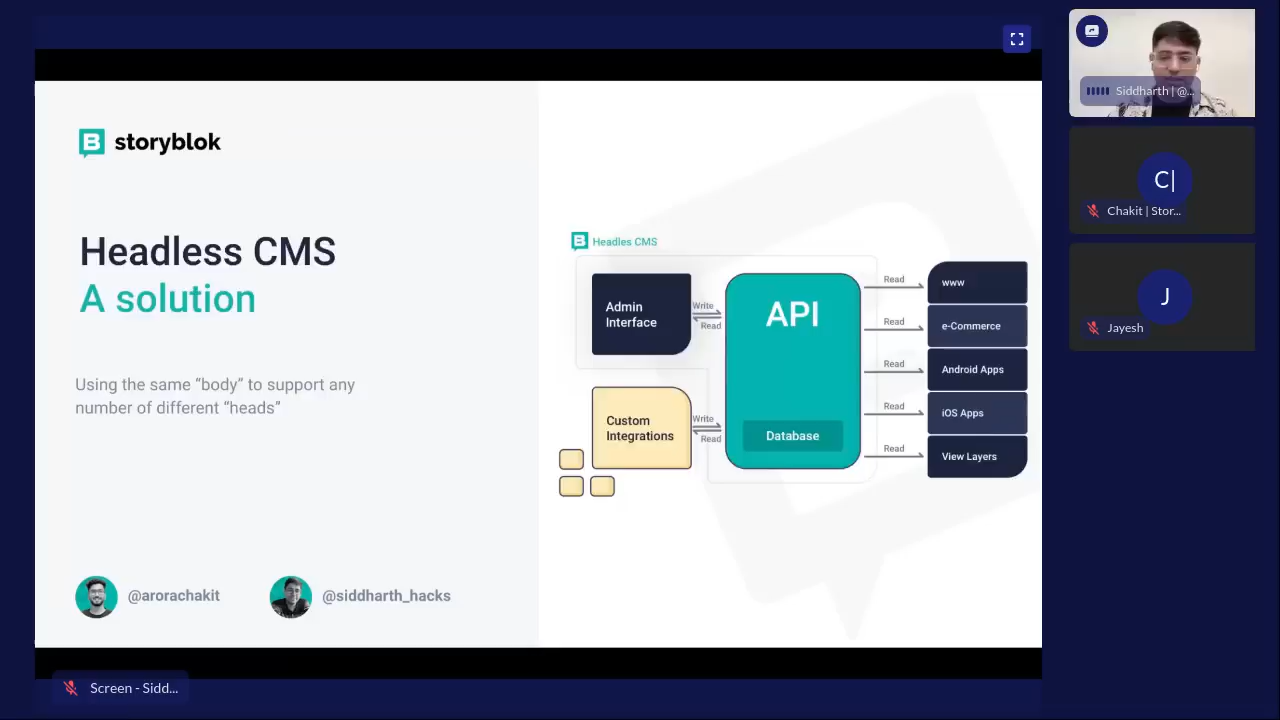 storyblok
Headless CMS
A solution
Using the same “body” to support any
number of different “heads”
@arorachakit
@siddharth_hacks
Headles CMS
Admin
Interface
Write
Read
Custom
Integrations
Write
Read
API
Database
Read
www
Read
e-Commerce
Read
Android Apps
Read
iOS Apps
Read
View Layers
Screen - Sidd...
Siddharth | @...
C|
Chakit | Stor...
J
Jayesh